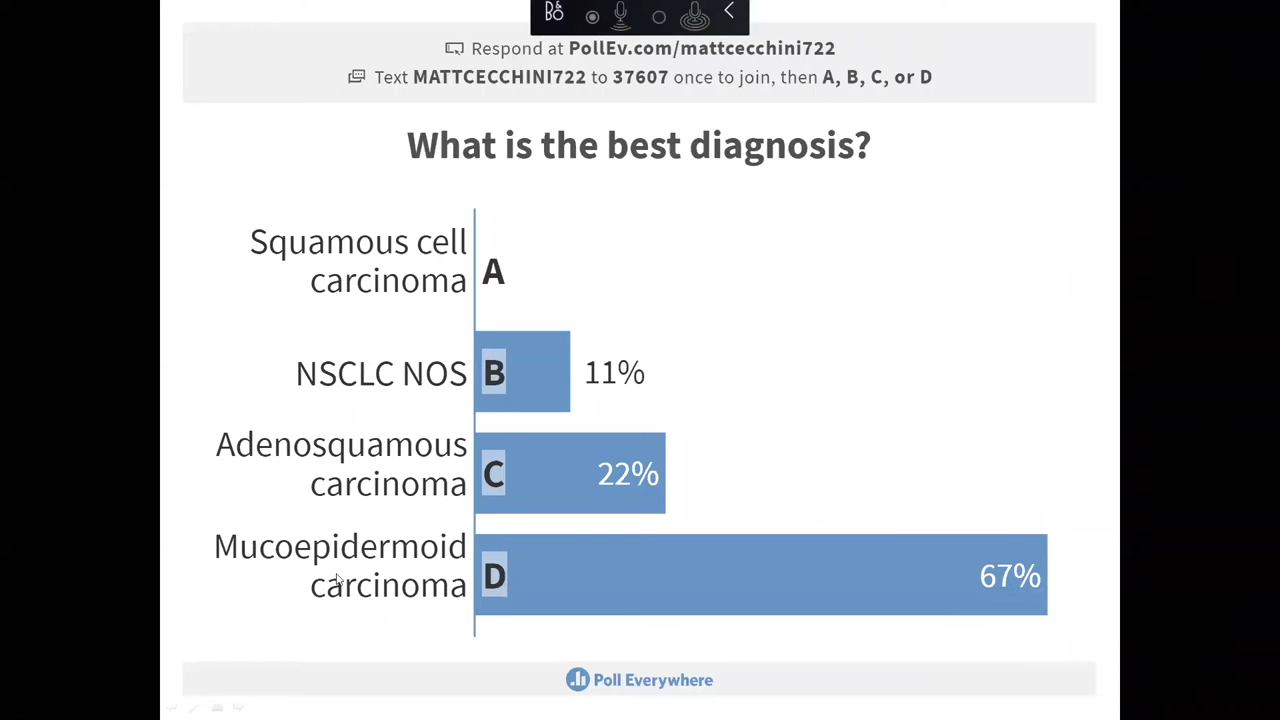 B&O
Respond at PollEv.com/mattcecchini722
Text MATTCECCHINI722 to 37607 once to join, then A, B, C, or D
What is the best diagnosis?
Squamous cell
carcinoma
A
NSCLC NOS
B
11%
Adenosquamous
carcinoma
C
22%
Mucoepidermoid
carcinoma
D
67%
Poll Everywhere